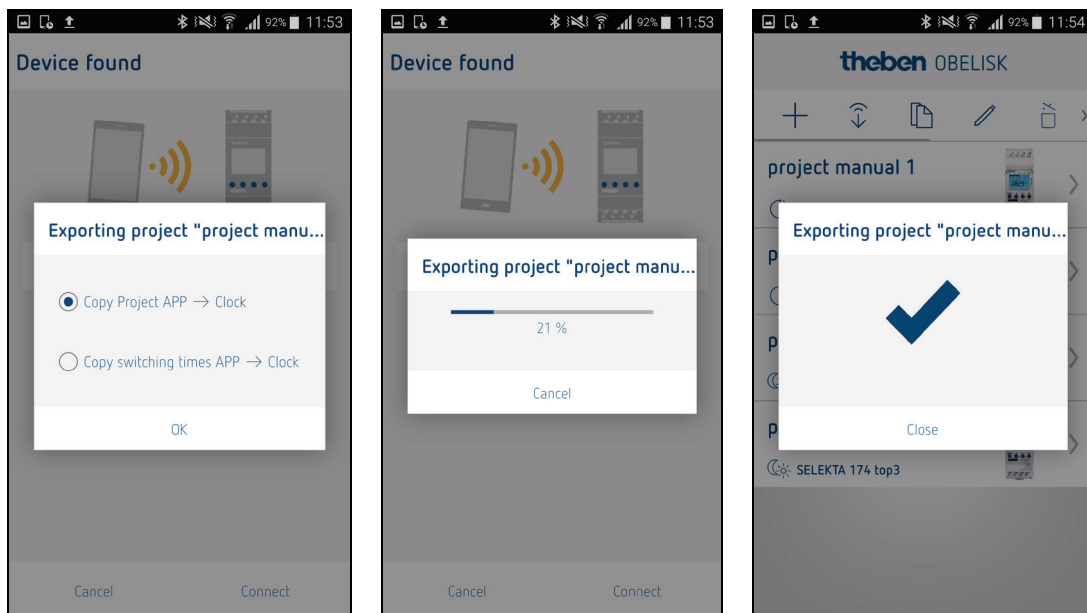 92% 11:53
Device found
Exporting project "project manu...
Copy Project APP → Clock
Copy switching times APP → Clock
OK
Cancel Connect
92% 11:53
Device found
Exporting project "project manu...
21 %
Cancel
Cancel Connect
92% 11:54
theben OBELISK
project manual 1
Exporting project "project manu...
p
p
p
Close
SELEKTA 174 top3